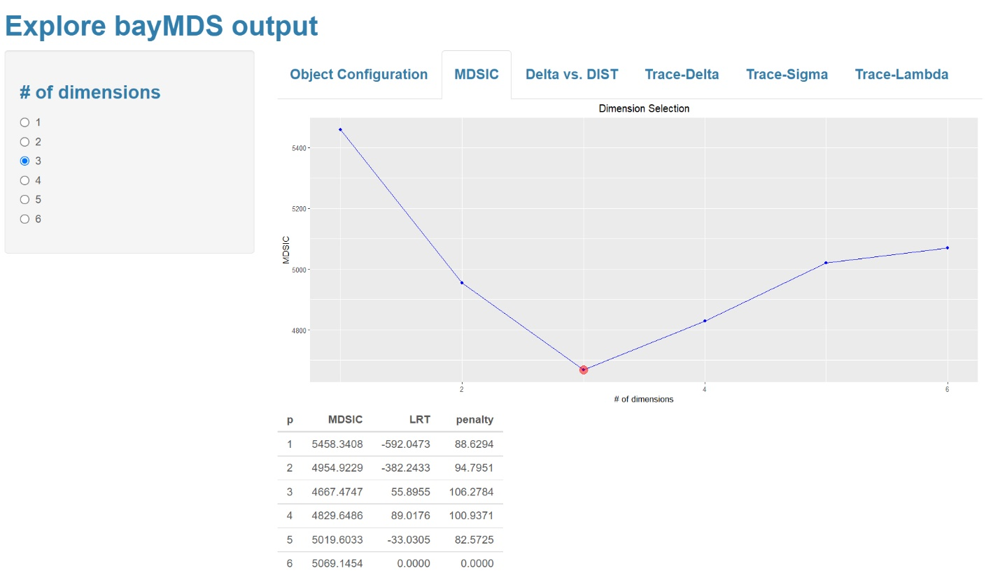 Explore bayMDS output
# of dimensions
1
2
3
4
5
6
Object Configuration MDSIC Delta vs. DIST Trace-Delta Trace-Sigma Trace-Lambda
Dimension Selection
MDSIC
5400
5200
5000
4800
2 4 6
# of dimensions
p MDSIC LRT penalty
1 5458.3408 -592.0473 88.6294
2 4954.9229 -382.2433 94.7951
3 4667.4747 55.8955 106.2784
4 4829.6486 89.0176 100.9371
5 5019.6033 -33.0305 82.5725
6 5069.1454 0.0000 0.0000